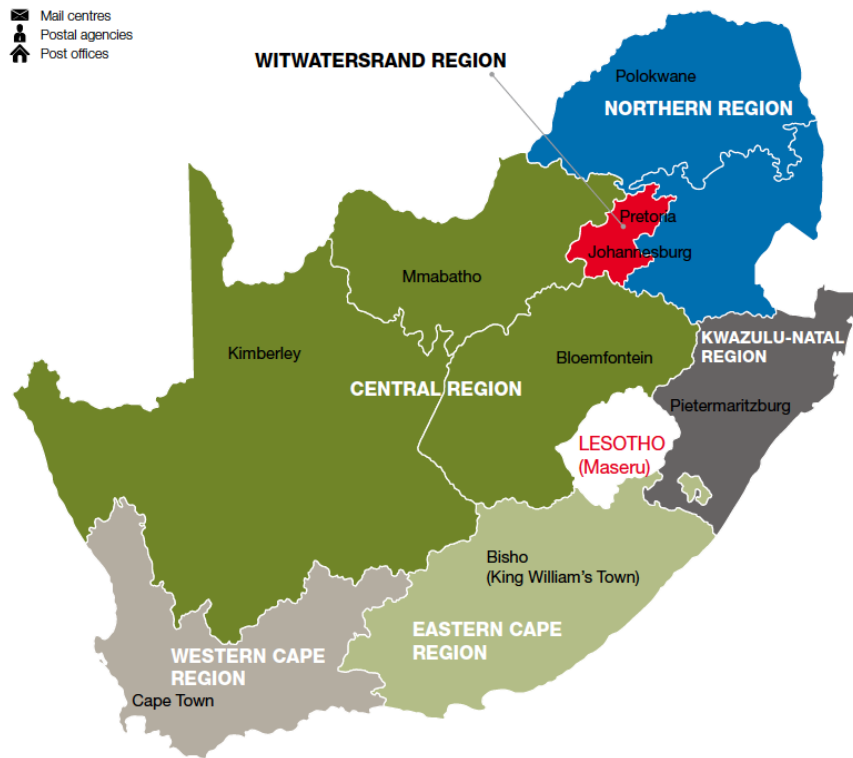 Mail centres
Postal agencies
Post offices
WITWATERSRAND REGION
Polokwane
NORTHERN REGION
Pretoria
Johannesburg
Mmabatho
KWAZULU-NATAL
REGION
Kimberley
Bloemfontein
CENTRAL REGION
Pietermaritzburg
LESOTHO
(Maseru)
Bisho
(King William's Town)
EASTERN CAPE
REGION
WESTERN CAPE
REGION
Cape Town